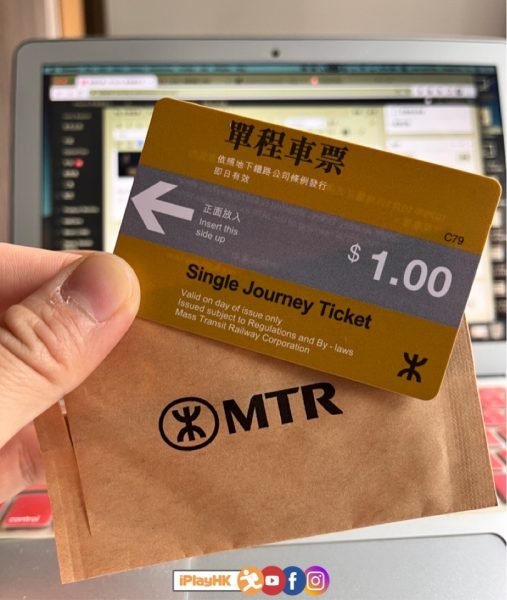 單程車票
依照地下鐵路公司條例發行
即日有效
正面放入
Insert this
side up
C79
$ 1.00
Single Journey Ticket
Valid on day of issue only
Issued subject to Regulations and By - laws
Mass Transit Railway Corporation
MTR
control
iPlayHK